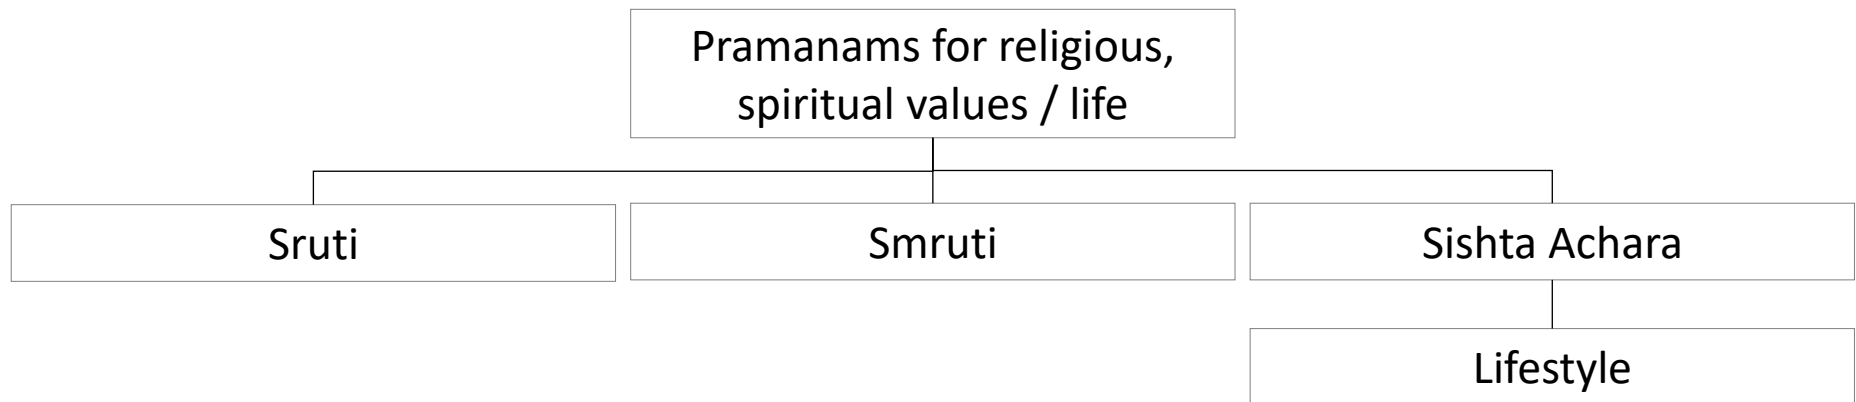 Pramanams for religious,
spiritual values / life
Sruti
Smruti
Sishta Achara
Lifestyle